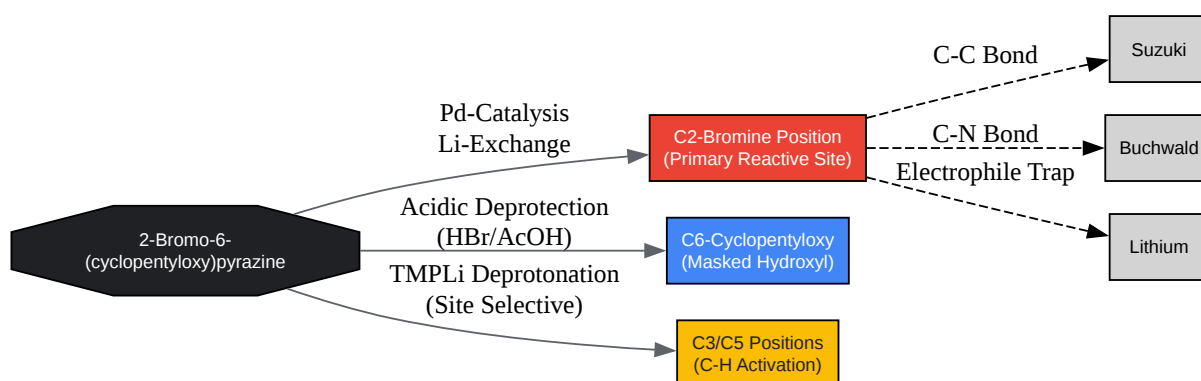 2-Bromo-6-
(cyclopentyloxy)pyrazine
Pd-Catalysis
Li-Exchange
Acidic Deprotection
(HBr/AcOH)
TMPLi Deprotonation
(Site Selective)
C2-Bromine Position
(Primary Reactive Site)
C6-Cyclopentyloxy
(Masked Hydroxyl)
C3/C5 Positions
(C-H Activation)
C-C Bond
C-N Bond
Electrophile Trap
Suzuki
Buchwald
Lithium